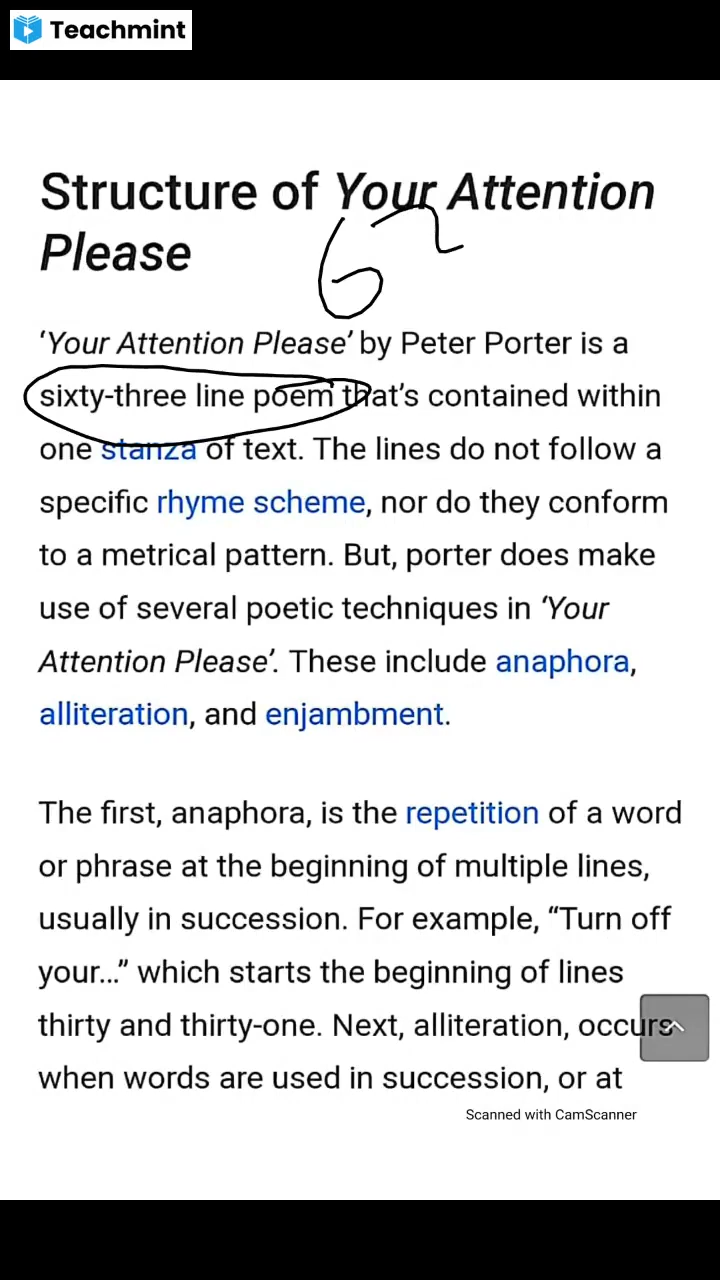 Teachmint
Structure of Your Attention
Please
‘Your Attention Please’ by Peter Porter is a
sixty-three line poem that's contained within
one stanza of text. The lines do not follow a
specific rhyme scheme, nor do they conform
to a metrical pattern. But, porter does make
use of several poetic techniques in ‘Your
Attention Please’. These include anaphora,
alliteration, and enjambment.
The first, anaphora, is the repetition of a word
or phrase at the beginning of multiple lines,
usually in succession. For example, “Turn off
your…” which starts the beginning of lines
thirty and thirty-one. Next, alliteration, occurs
when words are used in succession, or at
Scanned with CamScanner